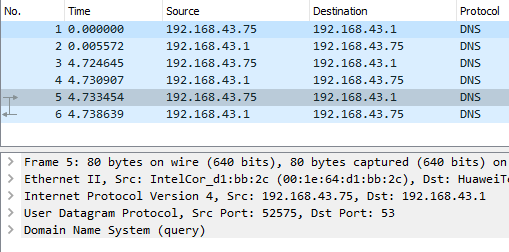 No. Time Source Destination Protocol
1 0.000000 192.168.43.75 192.168.43.1 DNS
2 0.005572 192.168.43.1 192.168.43.75 DNS
3 4.724645 192.168.43.75 192.168.43.1 DNS
4 4.730907 192.168.43.1 192.168.43.75 DNS
5 4.733454 192.168.43.75 192.168.43.1 DNS
6 4.738639 192.168.43.1 192.168.43.75 DNS
Frame 5: 80 bytes on wire (640 bits), 80 bytes captured (640 bits) on
Ethernet II, Src: IntelCor_d1:bb:2c (00:1e:64:d1:bb:2c), Dst: HuaweiTe
Internet Protocol Version 4, Src: 192.168.43.75, Dst: 192.168.43.1
User Datagram Protocol, Src Port: 52575, Dst Port: 53
Domain Name System (query)